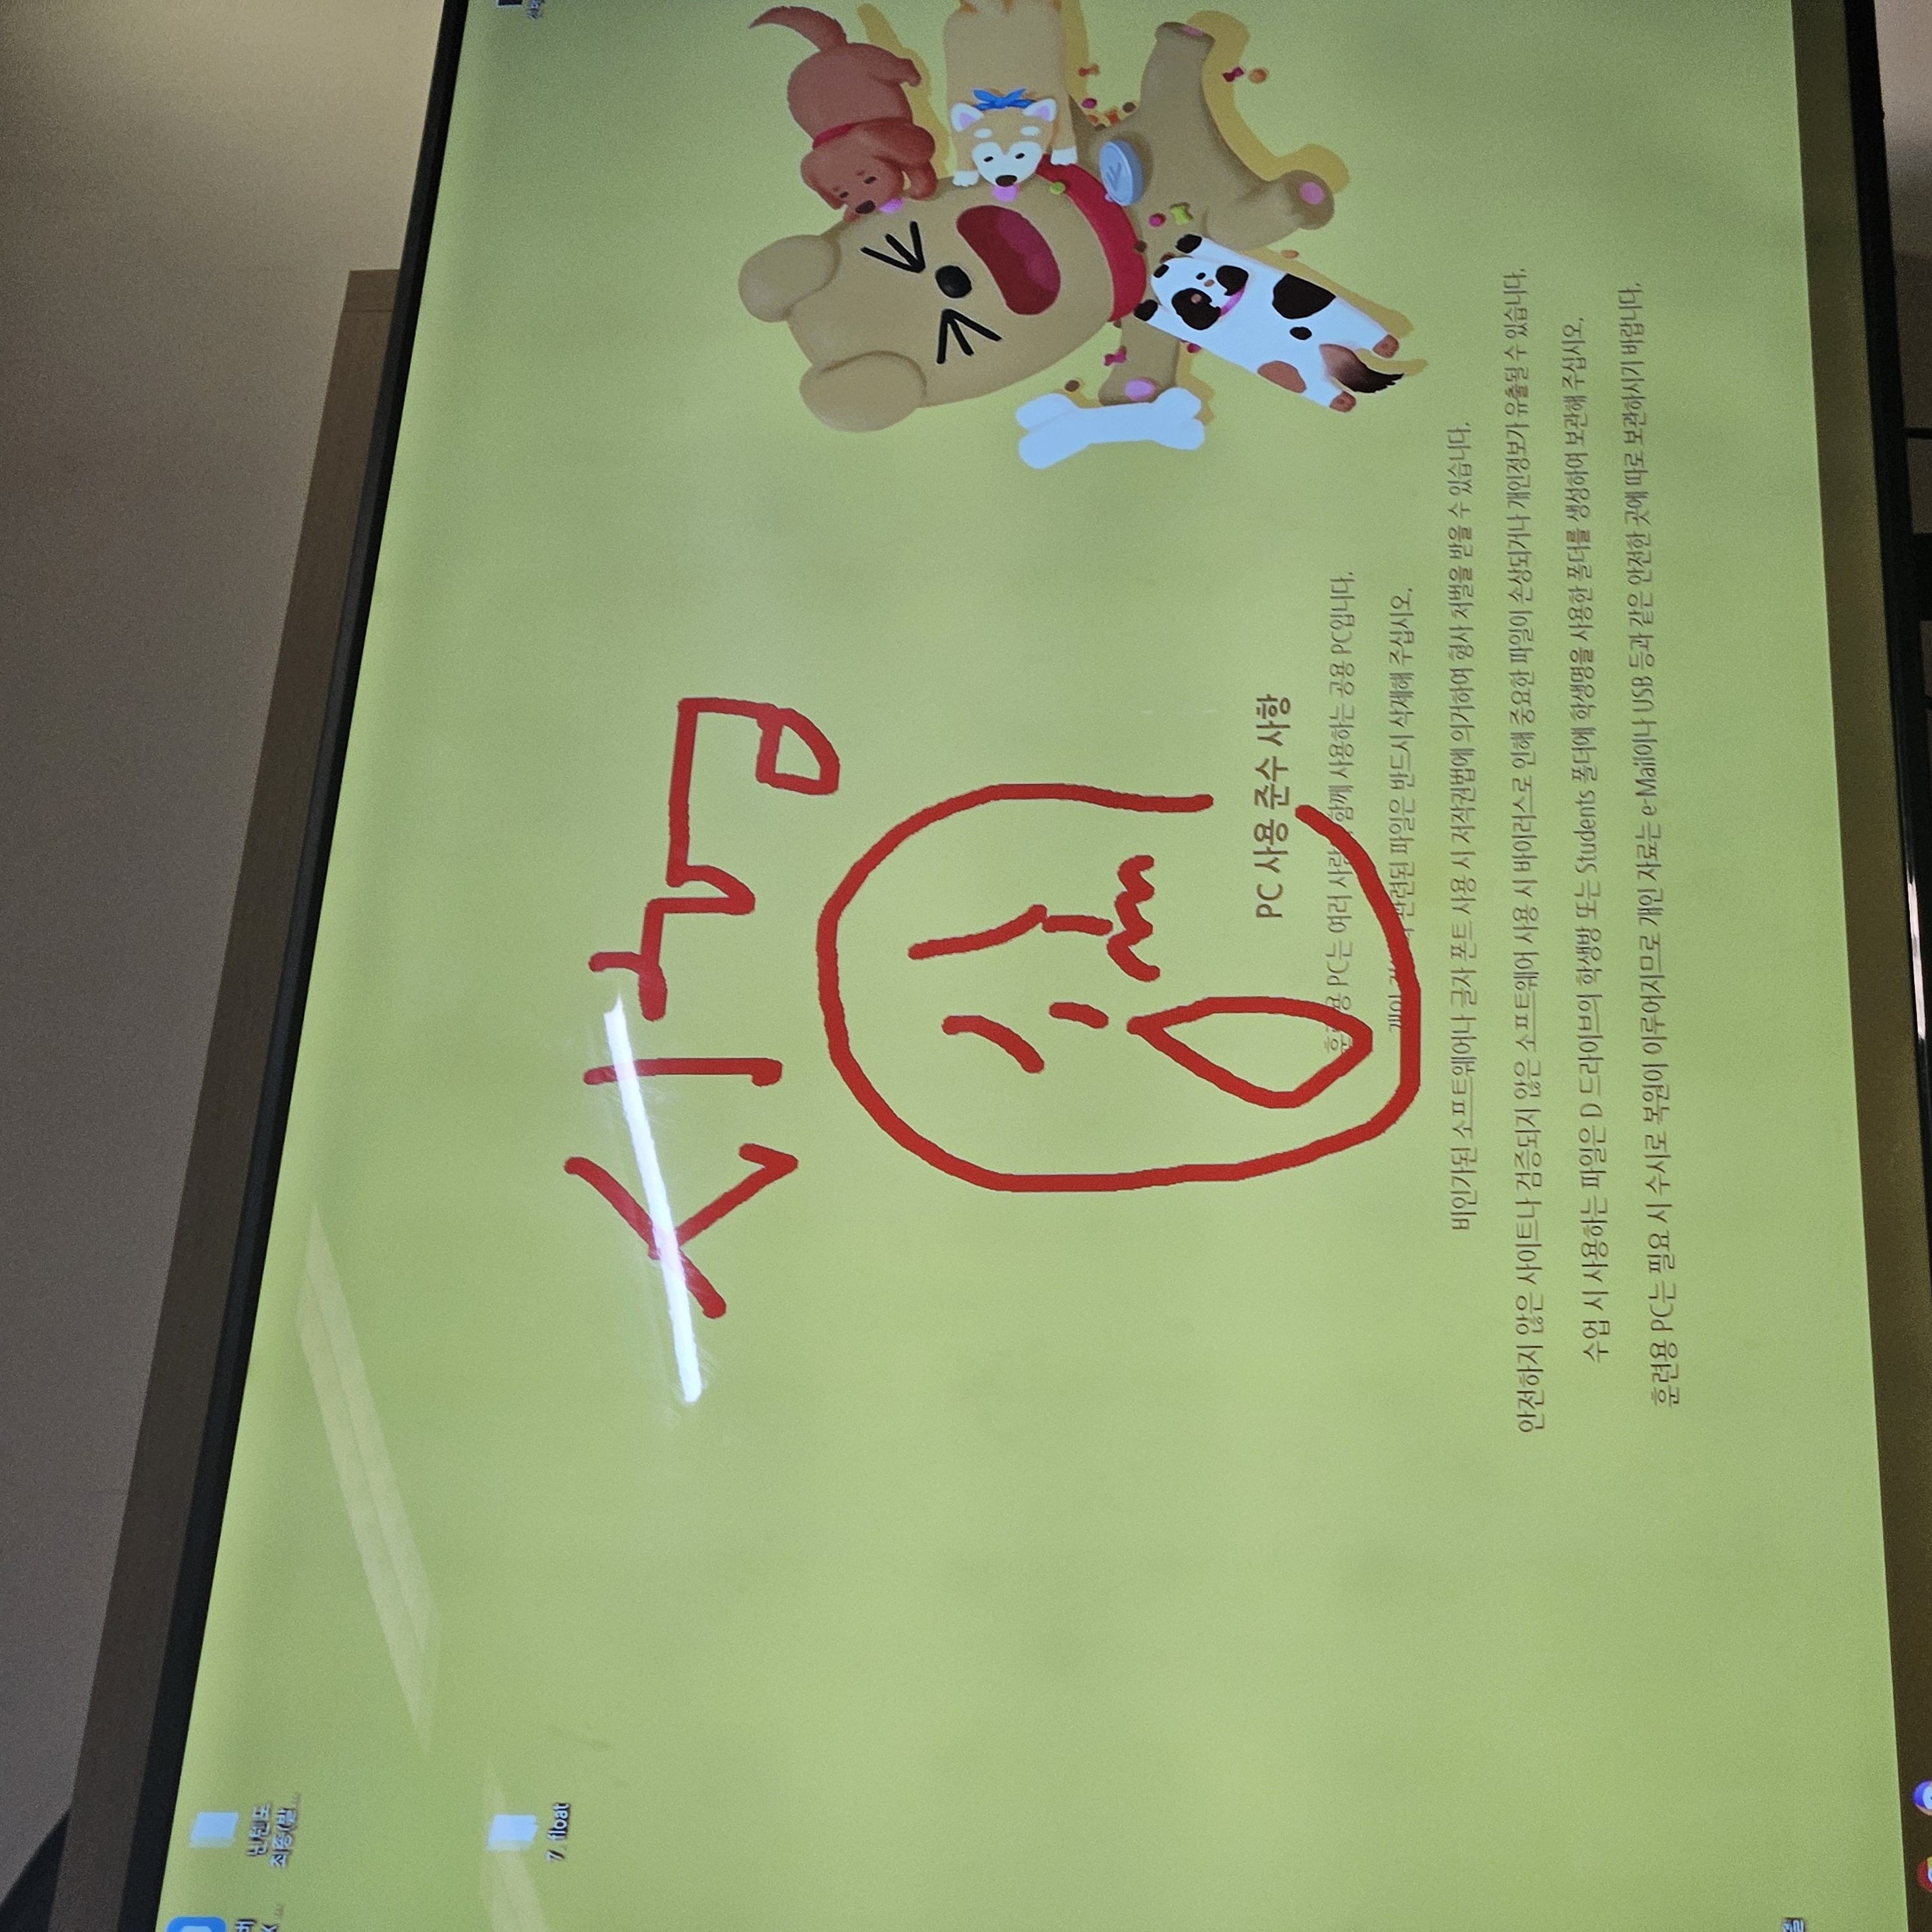 닌텐도
최종(발...
7. float
PC 사용 준수 사항
훈련용 PC는 여러 사람이 함께 사용하는 공용 PC입니다.
개인 관련된 파일은 반드시 삭제해 주십시오.
비인가된 소프트웨어나 글자 폰트 사용 시 저작권법에 의거하여 형사 처벌을 받을 수 있습니다.
안전하지 않은 사이트나 검증되지 않은 소프트웨어 사용 시 바이러스로 인해 중요한 파일이 손상되거나 개인정보가 유출될 수 있습니다.
수업 시 사용하는 파일은 D 드라이브의 학생방 또는 Students 폴더에 학생명을 사용한 폴더를 생성하여 보관해 주십시오.
훈련용 PC는 필요 시 수시로 복원이 이루어지므로 개인 자료는 e-Mail이나 USB 등과 같은 안전한 곳에 따로 보관하시기 바랍니다.